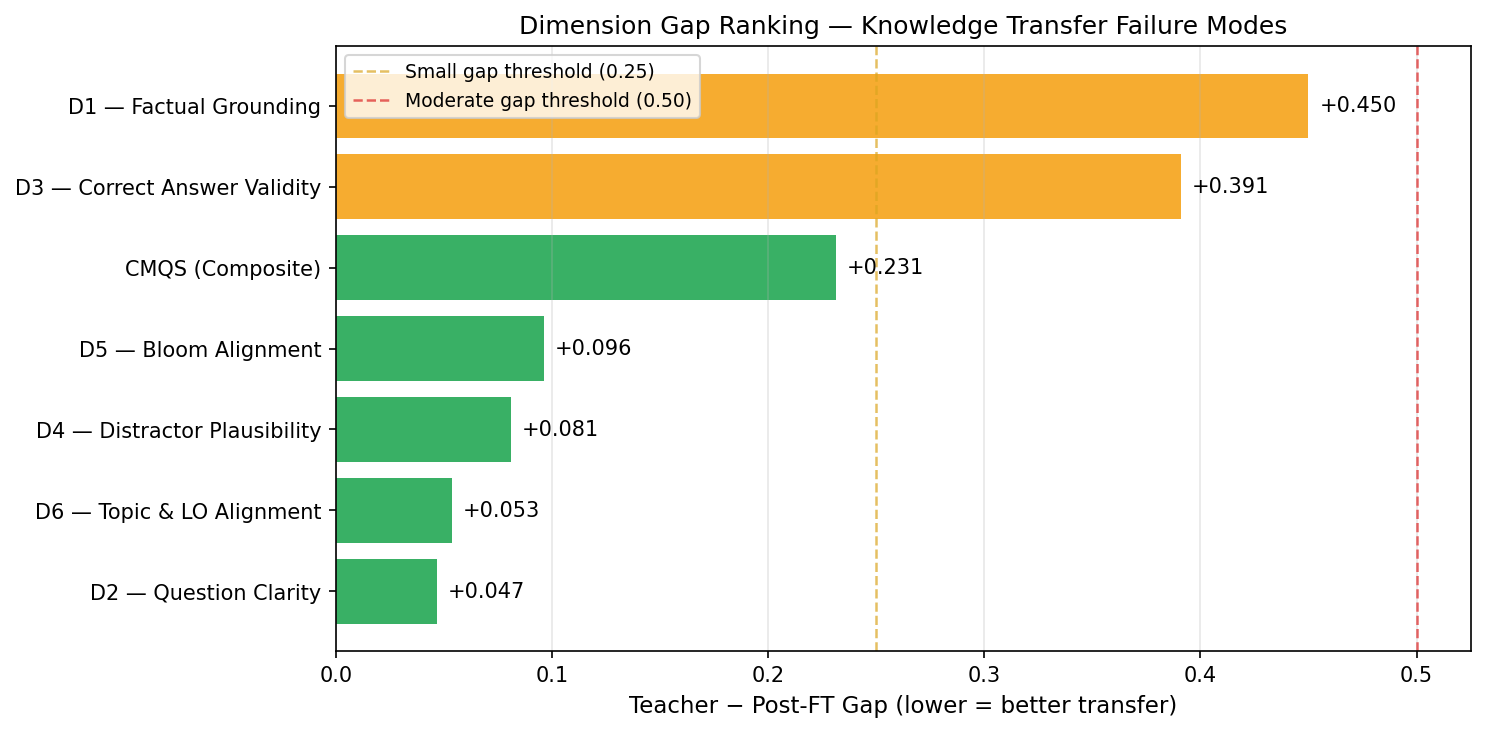 Dimension Gap Ranking — Knowledge Transfer Failure Modes
Small gap threshold (0.25)
Moderate gap threshold (0.50)
D1 — Factual Grounding
+0.450
D3 — Correct Answer Validity
+0.391
CMQS (Composite)
+0.231
D5 — Bloom Alignment
+0.096
D4 — Distractor Plausibility
+0.081
D6 — Topic & LO Alignment
+0.053
D2 — Question Clarity
+0.047
0.0 0.1 0.2 0.3 0.4 0.5
Teacher − Post-FT Gap (lower = better transfer)